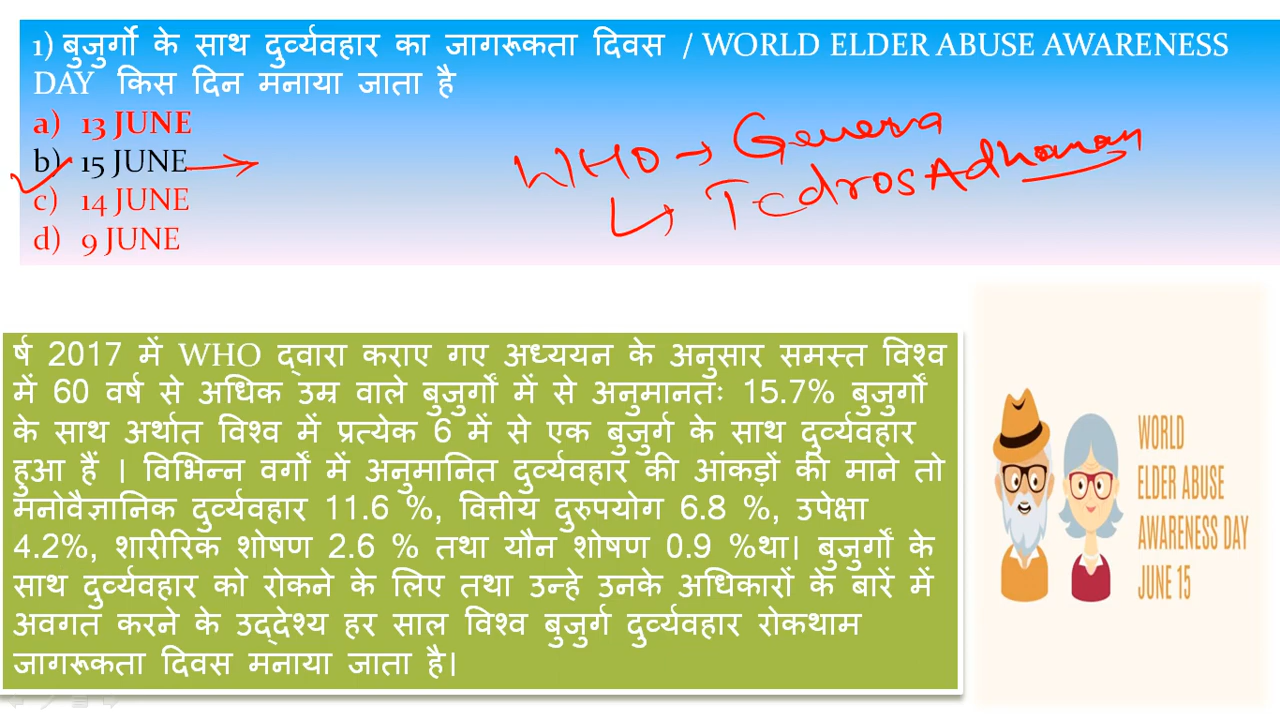 1) बुजुर्गो के साथ दुर्व्यवहार का जागरूकता दिवस / WORLD ELDER ABUSE AWARENESS
DAY किस दिन मनाया जाता है
a) 13 JUNE
b) 15 JUNE
c) 14 JUNE
d) 9 JUNE
WHO → Geneva
Tedros Adhanam
र्ष 2017 में WHO द्वारा कराए गए अध्ययन के अनुसार समस्त विश्व
में 60 वर्ष से अधिक उम्र वाले बुजुर्गों में से अनुमानतः 15.7% बुजुर्गों
के साथ अर्थात विश्व में प्रत्येक 6 में से एक बुजुर्ग के साथ दुर्व्यवहार
हुआ हैं । विभिन्न वर्गों में अनुमानित दुर्व्यवहार की आंकड़ों की माने तो
मनोवैज्ञानिक दुर्व्यवहार 11.6 %, वित्तीय दुरुपयोग 6.8 %, उपेक्षा
4.2%, शारीरिक शोषण 2.6 % तथा यौन शोषण 0.9 %था। बुजुर्गों के
साथ दुर्व्यवहार को रोकने के लिए तथा उन्हे उनके अधिकारों के बारें में
अवगत करने के उद्देश्य हर साल विश्व बुजुर्ग दुर्व्यवहार रोकथाम
जागरूकता दिवस मनाया जाता है।
WORLD
ELDER ABUSE
AWARENESS DAY
JUNE 15